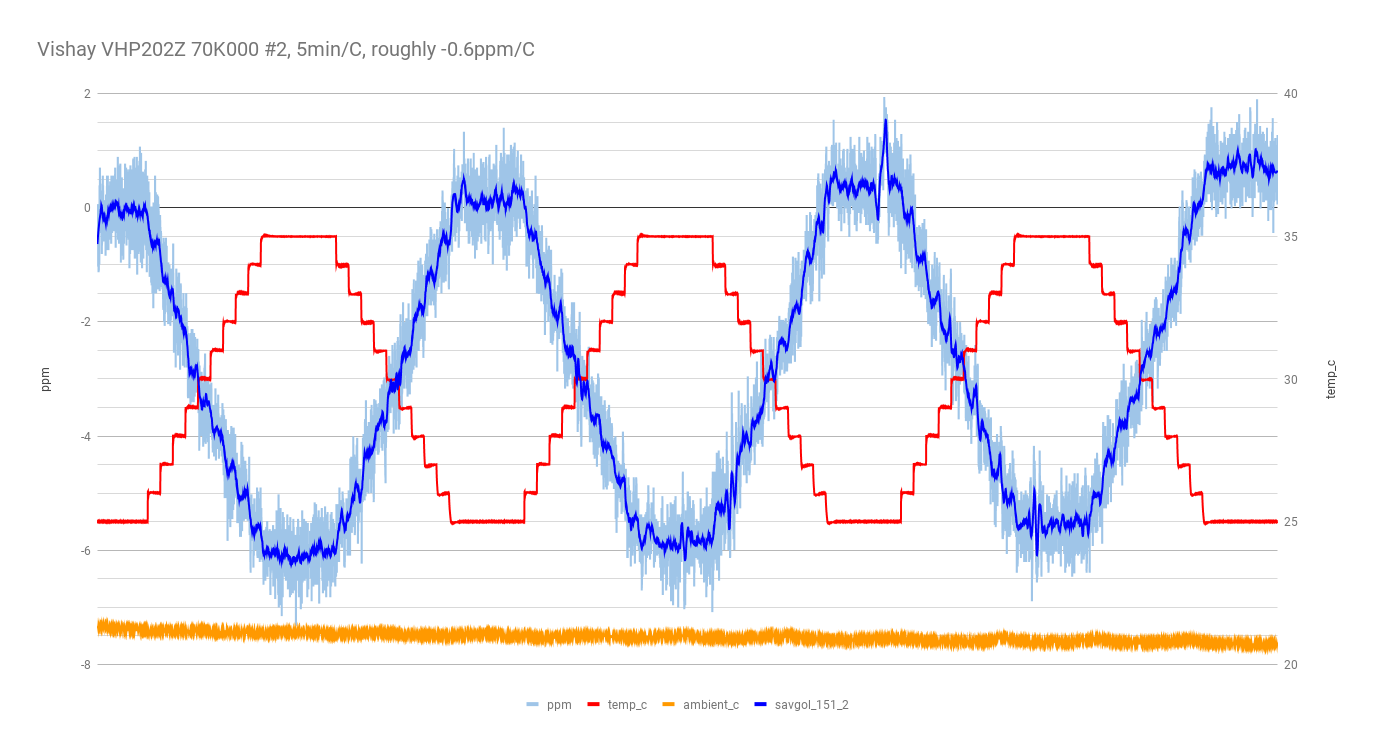 Vishay VHP202Z 70K000 #2, 5min/C, roughly -0.6ppm/C
2
0
-2
-4
-6
-8
ppm
40
35
30
25
20
temp_c
ppm
temp_c
ambient_c
savgol_151_2